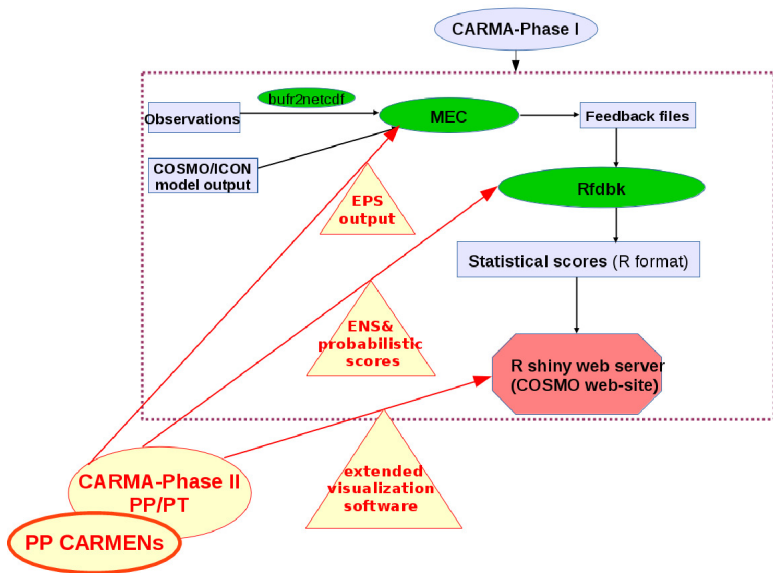 CARMA-Phase I
bufr2netcdf
Observations
MEC
Feedback files
COSMO/ICON
model output
Rfdbk
EPS
output
Statistical scores (R format)
ENS&
probabilistic
scores
R shiny web server
(COSMO web-site)
CARMA-Phase II
PP/PT
extended
visualization
software
PP CARMENs